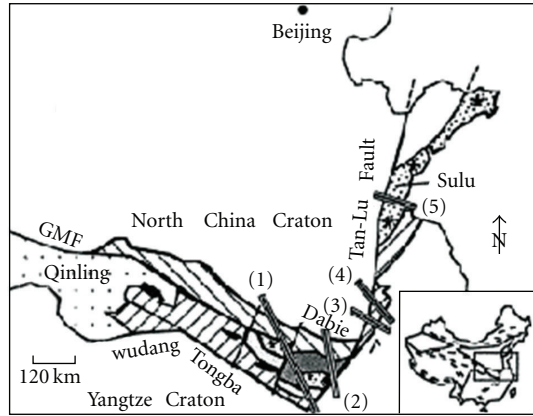 Beijing
Tan-Lu Fault
Sulu
(5)
N
GMF
North China Craton
Qinling
(1)
(4)
(3)
Dabie
wudang
Tongba
120 km
(2)
Yangtze Craton